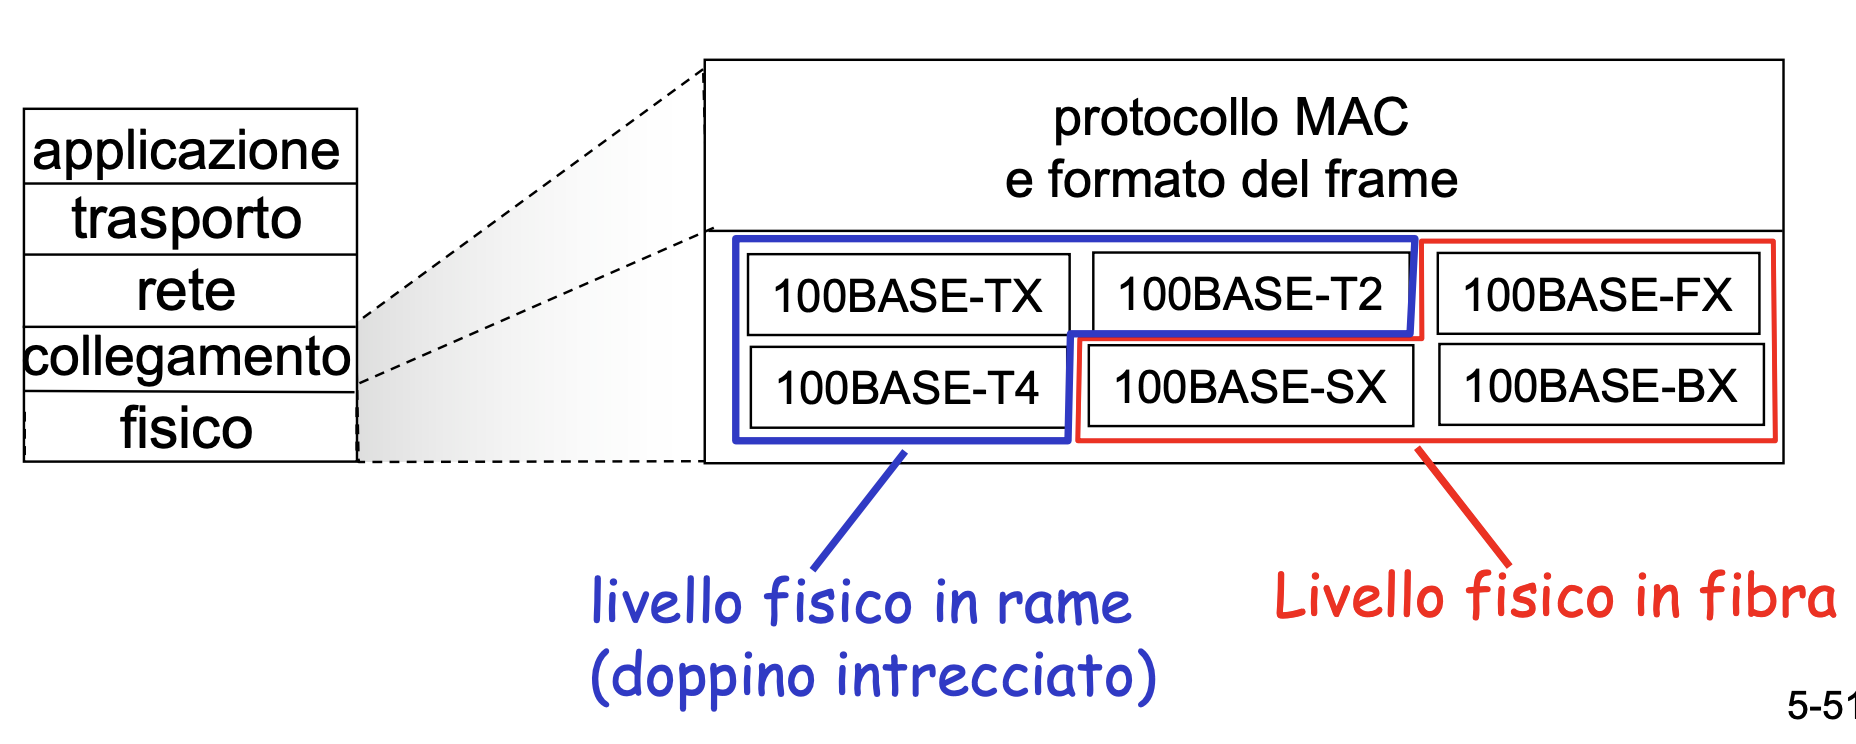 applicazione
trasporto
rete
collegamento
fisico
protocollo MAC
e formato del frame
100BASE-TX
100BASE-T2
100BASE-FX
100BASE-T4
100BASE-SX
100BASE-BX
livello fisico in rame
(doppino intrecciato)
Livello fisico in fibra
5-51